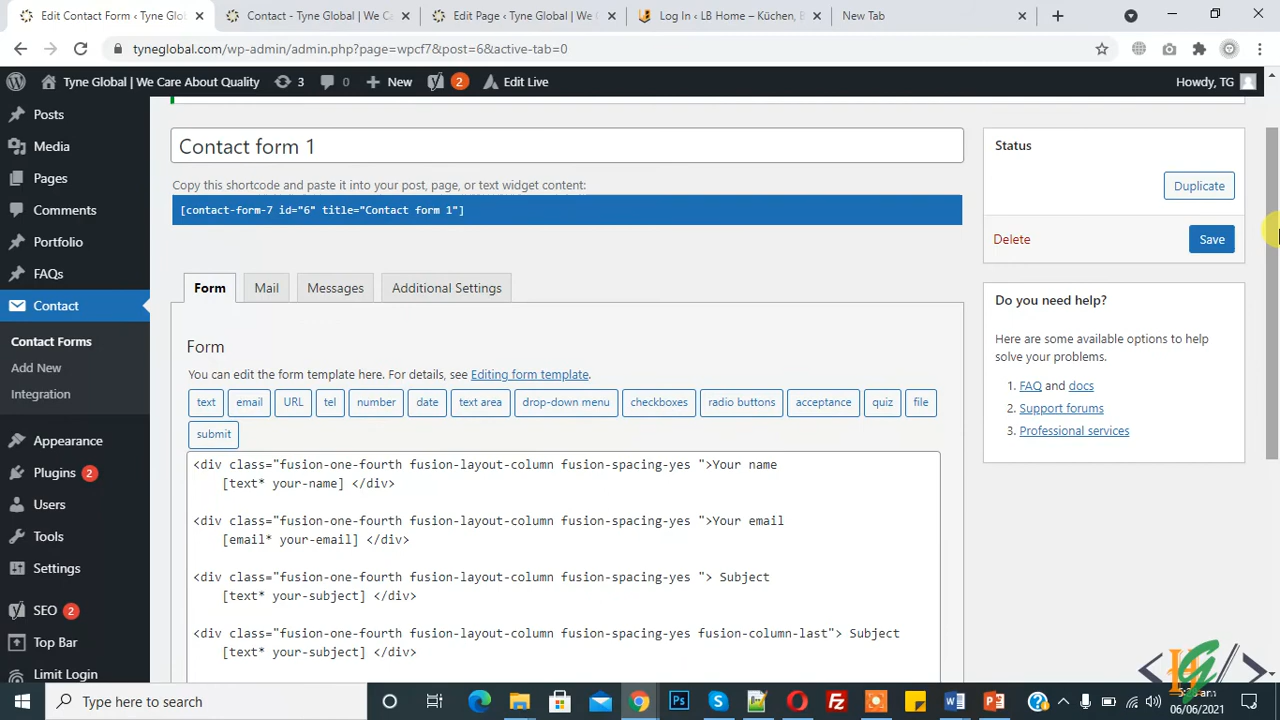 Edit Contact Form ‹ Tyne Glo
Contact - Tyne Global | We C
Edit Page ‹ Tyne Global | We
Log In ‹ LB Home – Küchen, B
New Tab
tyneglobal.com/wp-admin/admin.php?page=wpcf7&post=6&active-tab=0
Tyne Global | We Care About Quality
3
0
New
2
Edit Live
Howdy, TG
Posts
Media
Pages
Comments
Portfolio
FAQs
Contact
Contact Forms
Add New
Integration
Appearance
Plugins 2
Users
Tools
Settings
SEO 2
Top Bar
Limit Login
Contact form 1
Copy this shortcode and paste it into your post, page, or text widget content:
[contact-form-7 id="6" title="Contact form 1"]
Form Mail Messages Additional Settings
Form
You can edit the form template here. For details, see Editing form template.
text email URL tel number date text area drop-down menu checkboxes radio buttons acceptance quiz file
submit
<div class="fusion-one-fourth fusion-layout-column fusion-spacing-yes ">Your name
[text* your-name] </div>
<div class="fusion-one-fourth fusion-layout-column fusion-spacing-yes ">Your email
[email* your-email] </div>
<div class="fusion-one-fourth fusion-layout-column fusion-spacing-yes "> Subject
[text* your-subject] </div>
<div class="fusion-one-fourth fusion-layout-column fusion-spacing-yes fusion-column-last"> Subject
[text* your-subject] </div>
Status
Duplicate
Delete
Save
Do you need help?
Here are some available options to help
solve your problems.
1. FAQ and docs
2. Support forums
3. Professional services
Type here to search
06/06/2021